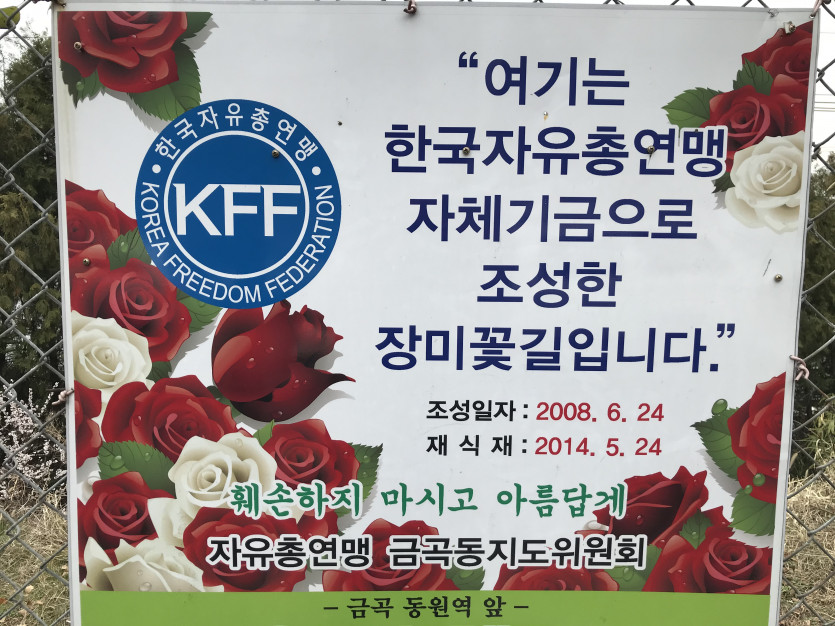 • 한국자유총연맹 •
KFF
KOREA FREEDOM FEDERATION
“여기는
한국자유총연맹
자체기금으로
조성한
장미꽃길입니다.”
조성일자 : 2008. 6. 24
재 식 재 : 2014. 5. 24
훼손하지 마시고 아름답게
자유총연맹 금곡동지도위원회
– 금곡 동원역 앞 –